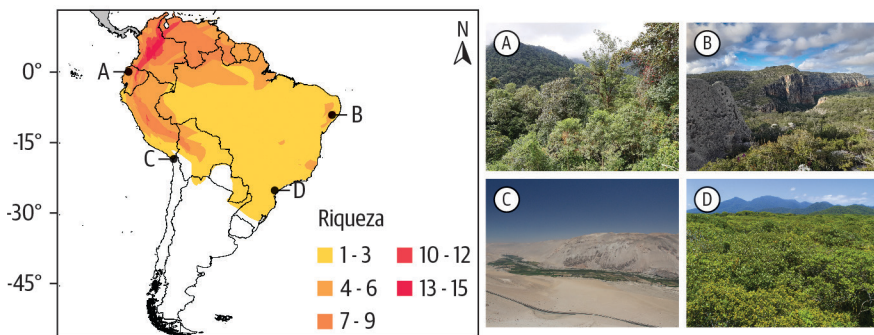 N
A
0°
B
-15°
C
D
-30°
-45°
Riqueza
1 - 3
4 - 6
7 - 9
10 - 12
13 - 15
A
B
C
D